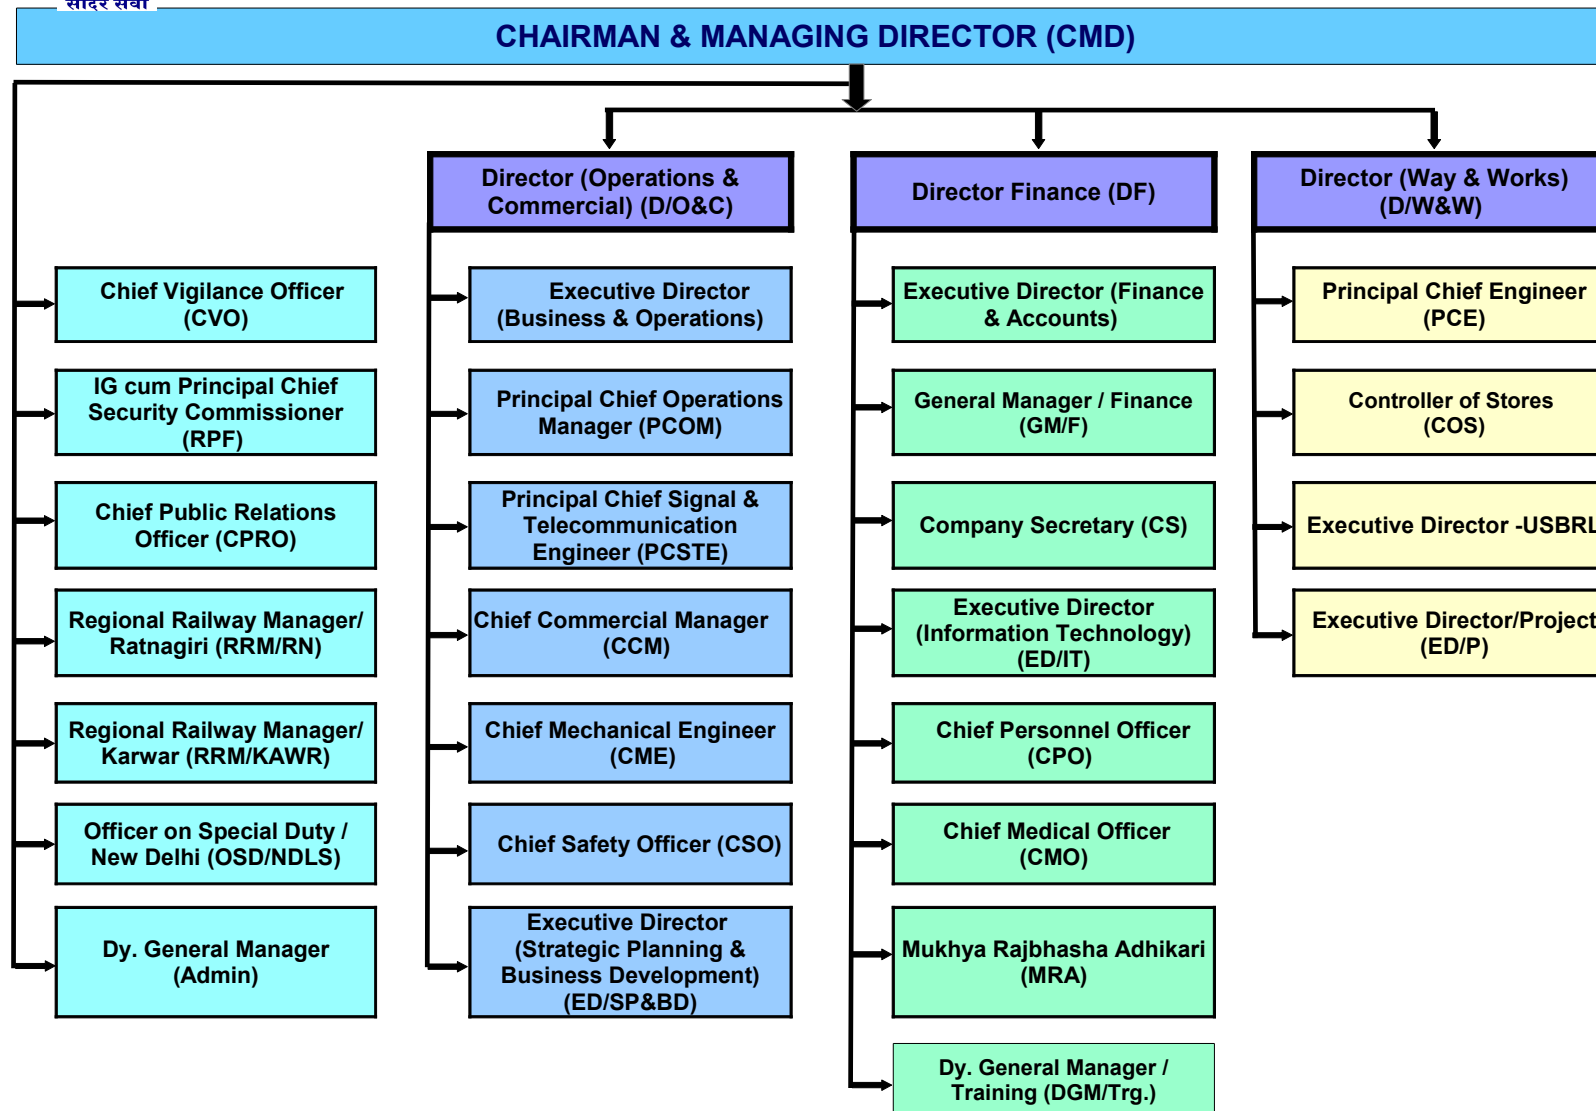 सादर सेवा
CHAIRMAN & MANAGING DIRECTOR (CMD)
Director (Operations &
Commercial) (D/O&C)
Director Finance (DF)
Director (Way & Works)
(D/W&W)
Chief Vigilance Officer
(CVO)
IG cum Principal Chief
Security Commissioner
(RPF)
Chief Public Relations
Officer (CPRO)
Regional Railway Manager/
Ratnagiri (RRM/RN)
Regional Railway Manager/
Karwar (RRM/KAWR)
Officer on Special Duty /
New Delhi (OSD/NDLS)
Dy. General Manager
(Admin)
Executive Director
(Business & Operations)
Principal Chief Operations
Manager (PCOM)
Principal Chief Signal &
Telecommunication
Engineer (PCSTE)
Chief Commercial Manager
(CCM)
Chief Mechanical Engineer
(CME)
Chief Safety Officer (CSO)
Executive Director
(Strategic Planning &
Business Development)
(ED/SP&BD)
Executive Director (Finance
& Accounts)
General Manager / Finance
(GM/F)
Company Secretary (CS)
Executive Director
(Information Technology)
(ED/IT)
Chief Personnel Officer
(CPO)
Chief Medical Officer
(CMO)
Mukhya Rajbhasha Adhikari
(MRA)
Dy. General Manager /
Training (DGM/Trg.)
Principal Chief Engineer
(PCE)
Controller of Stores
(COS)
Executive Director -USBRL
Executive Director/Project
(ED/P)